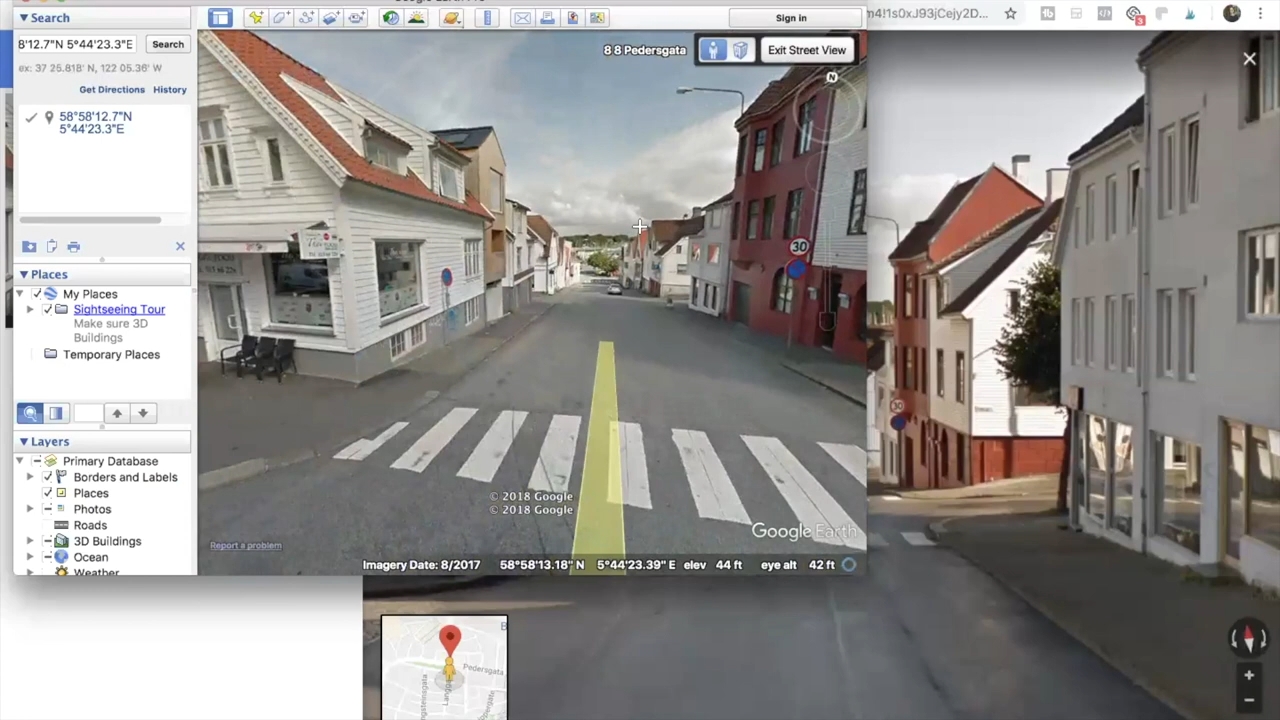 Search
Sign in
m4!1s0xJ93jCejy2D...
8'12.7"N 5°44'23.3"E
Search
ex: 37 25.818' N, 122 05.36' W
Get Directions
History
58°58'12.7"N
5°44'23.3"E
8 8 Pedersgata
Exit Street View
N
3
30
30
Places
My Places
Sightseeing Tour
Make sure 3D
Buildings
Temporary Places
Layers
Primary Database
Borders and Labels
Places
Photos
Roads
3D Buildings
Ocean
Weather
© 2018 Google
© 2018 Google
Google Earth
Report a problem
Imagery Date: 8/2017 58°58'13.18" N 5°44'23.39" E elev 44 ft eye alt 42 ft
Pedersgata